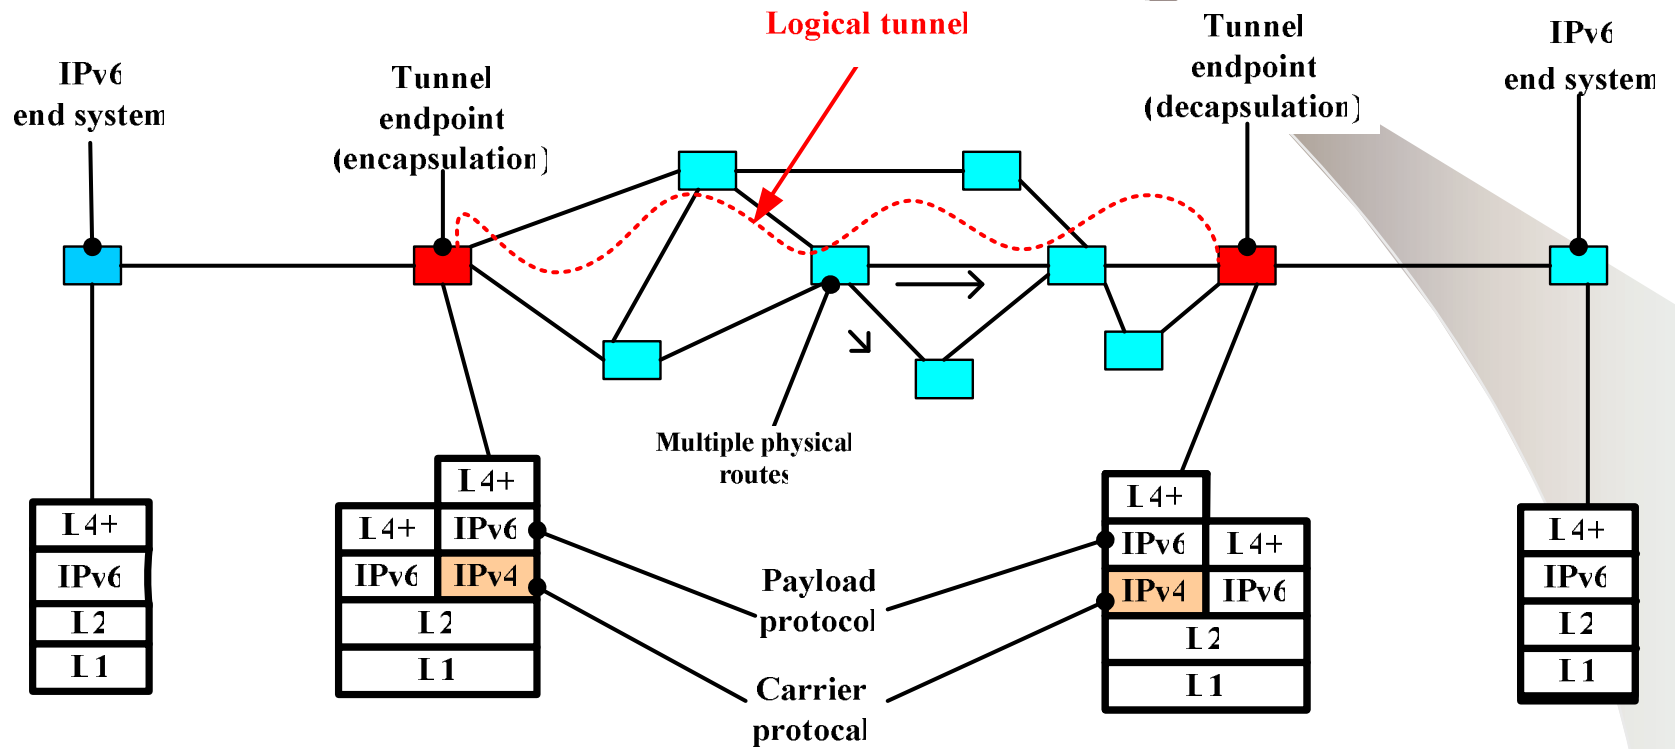 Logical tunnel
IPv6
end system
Tunnel
endpoint
(encapsulation)
Tunnel
endpoint
(decapsulation)
IPv6
end system
Multiple physical
routes
L4+
IPv6
L2
L1
L4+
L4+
IPv6
IPv6
IPv4
L2
L1
Payload
protocol
Carrier
protocal
L4+
IPv6
L4+
IPv4
IPv6
L2
L1
L4+
IPv6
L2
L1